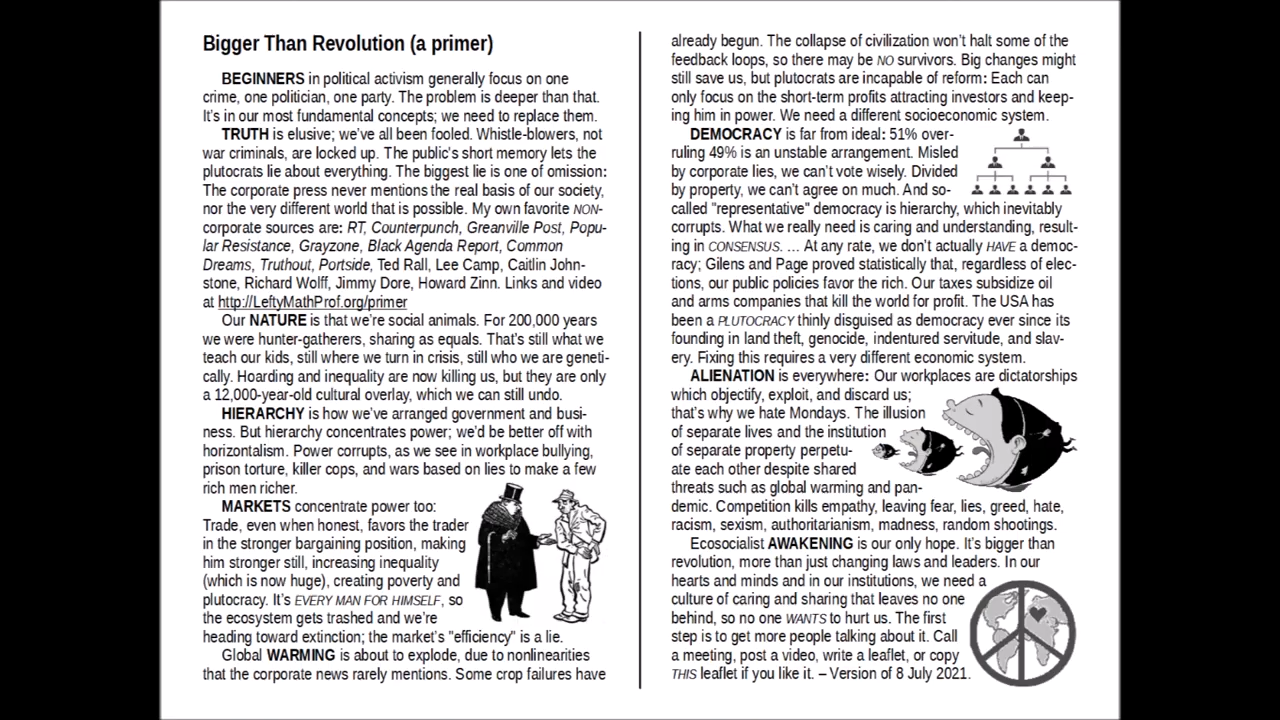 Bigger Than Revolution (a primer)
BEGINNERS in political activism generally focus on one
crime, one politician, one party. The problem is deeper than that.
It's in our most fundamental concepts; we need to replace them.
TRUTH is elusive; we've all been fooled. Whistle-blowers, not
war criminals, are locked up. The public's short memory lets the
plutocrats lie about everything. The biggest lie is one of omission:
The corporate press never mentions the real basis of our society,
nor the very different world that is possible. My own favorite NON-
corporate sources are: RT, Counterpunch, Greanville Post, Popu-
lar Resistance, Grayzone, Black Agenda Report, Common
Dreams, Truthout, Portside, Ted Rall, Lee Camp, Caitlin John-
stone, Richard Wolff, Jimmy Dore, Howard Zinn. Links and video
at http://LeftyMathProf.org/primer
Our NATURE is that we're social animals. For 200,000 years
we were hunter-gatherers, sharing as equals. That's still what we
teach our kids, still where we turn in crisis, still who we are geneti-
cally. Hoarding and inequality are now killing us, but they are only
a 12,000-year-old cultural overlay, which we can still undo.
HIERARCHY is how we've arranged government and busi-
ness. But hierarchy concentrates power; we'd be better off with
horizontalism. Power corrupts, as we see in workplace bullying,
prison torture, killer cops, and wars based on lies to make a few
rich men richer.
MARKETS concentrate power too:
Trade, even when honest, favors the trader
in the stronger bargaining position, making
him stronger still, increasing inequality
(which is now huge), creating poverty and
plutocracy. It's EVERY MAN FOR HIMSELF, so
the ecosystem gets trashed and we're
heading toward extinction; the market's "efficiency" is a lie.
Global WARMING is about to explode, due to nonlinearities
that the corporate news rarely mentions. Some crop failures have
already begun. The collapse of civilization won't halt some of the
feedback loops, so there may be NO survivors. Big changes might
still save us, but plutocrats are incapable of reform: Each can
only focus on the short-term profits attracting investors and keep-
ing him in power. We need a different socioeconomic system.
DEMOCRACY is far from ideal: 51% over-
ruling 49% is an unstable arrangement. Misled
by corporate lies, we can't vote wisely. Divided
by property, we can't agree on much. And so-
called "representative" democracy is hierarchy, which inevitably
corrupts. What we really need is caring and understanding, result-
ing in CONSENSUS. … At any rate, we don't actually HAVE a democ-
racy; Gilens and Page proved statistically that, regardless of elec-
tions, our public policies favor the rich. Our taxes subsidize oil
and arms companies that kill the world for profit. The USA has
been a PLUTOCRACY thinly disguised as democracy ever since its
founding in land theft, genocide, indentured servitude, and slav-
ery. Fixing this requires a very different economic system.
ALIENATION is everywhere: Our workplaces are dictatorships
which objectify, exploit, and discard us;
that's why we hate Mondays. The illusion
of separate lives and the institution
of separate property perpetu-
ate each other despite shared
threats such as global warming and pan-
demic. Competition kills empathy, leaving fear, lies, greed, hate,
racism, sexism, authoritarianism, madness, random shootings.
Ecosocialist AWAKENING is our only hope. It's bigger than
revolution, more than just changing laws and leaders. In our
hearts and minds and in our institutions, we need a
culture of caring and sharing that leaves no one
behind, so no one WANTS to hurt us. The first
step is to get more people talking about it. Call
a meeting, post a video, write a leaflet, or copy
THIS leaflet if you like it. – Version of 8 July 2021.